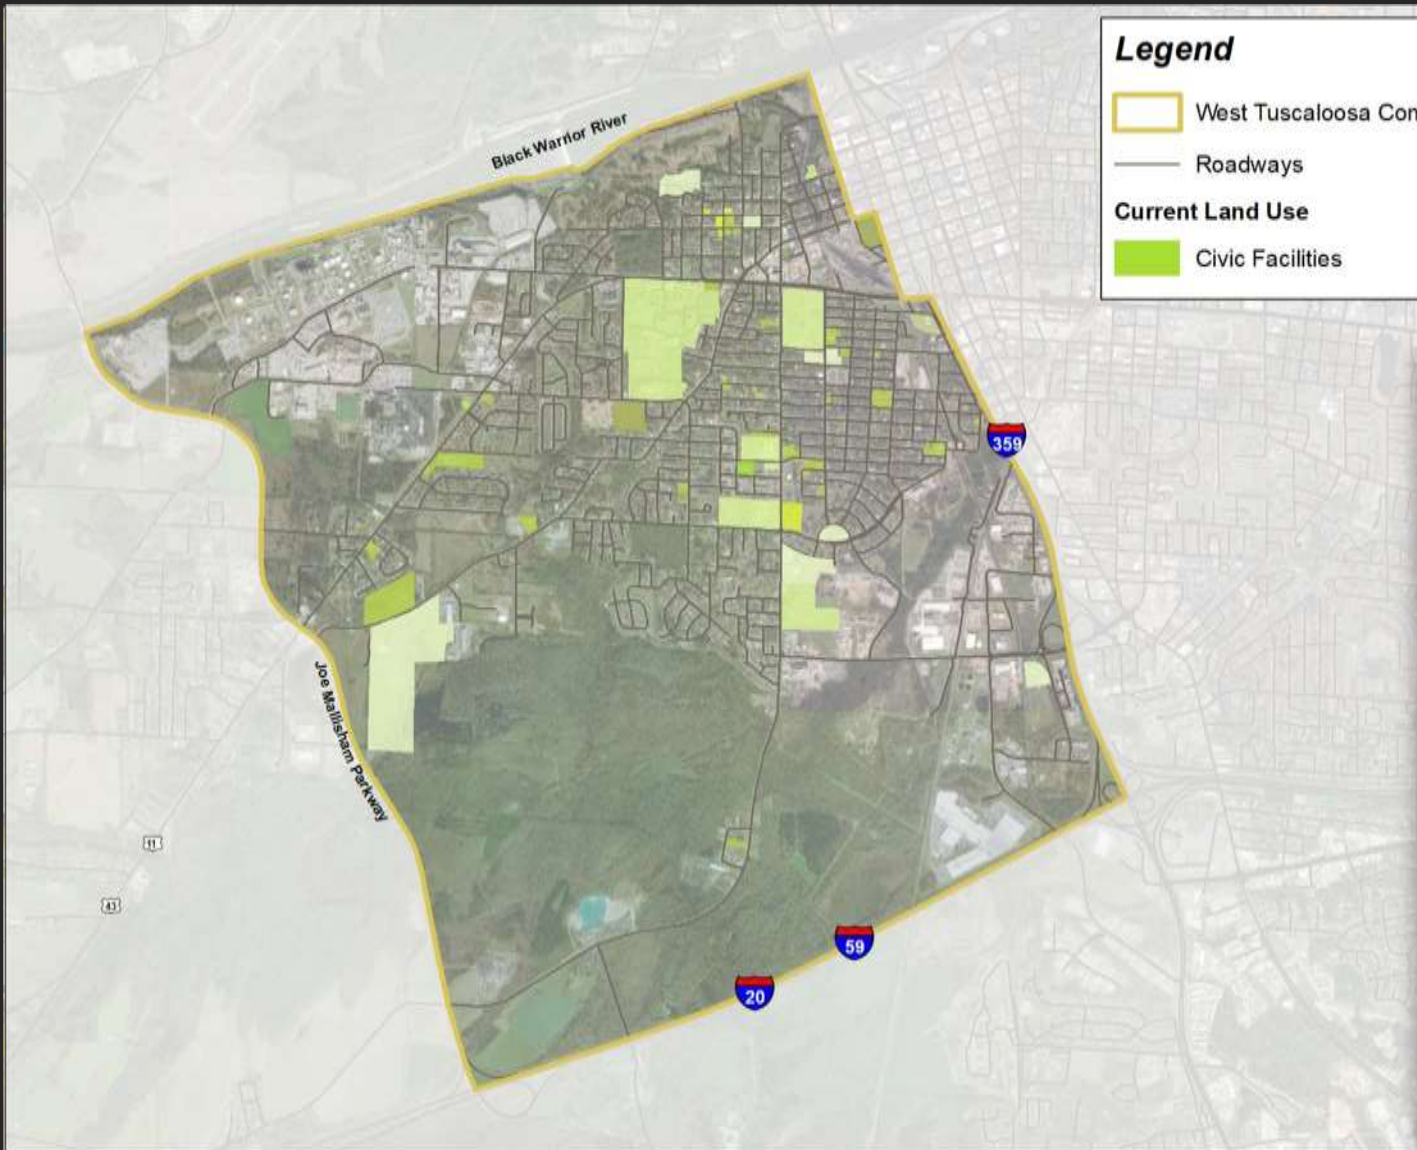 Legend
West Tuscaloosa Com
Roadways
Current Land Use
Civic Facilities
Black Warrior River
359
Joe Mallisham Parkway
11
43
59
20